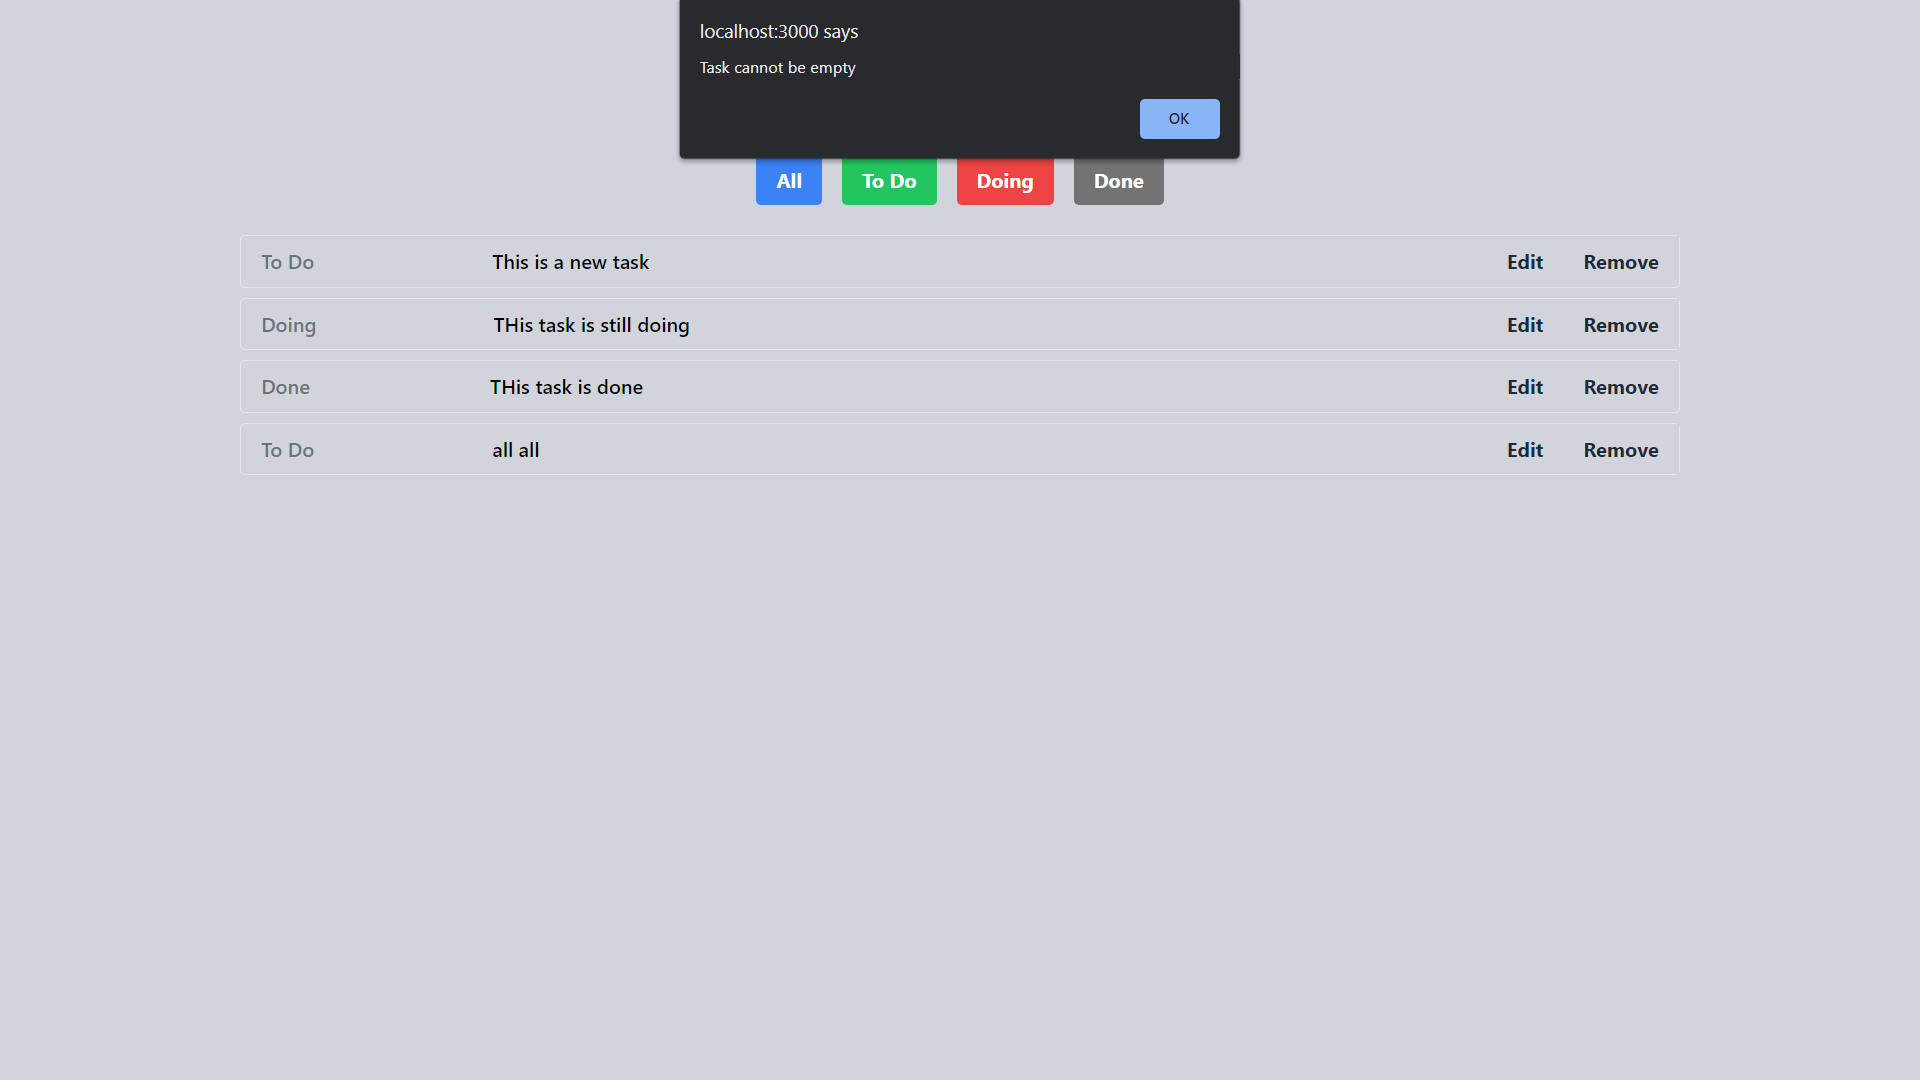 localhost:3000 says
Task cannot be empty
OK
All To Do Doing Done
To Do This is a new task Edit Remove
Doing THis task is still doing Edit Remove
Done THis task is done Edit Remove
To Do all all Edit Remove